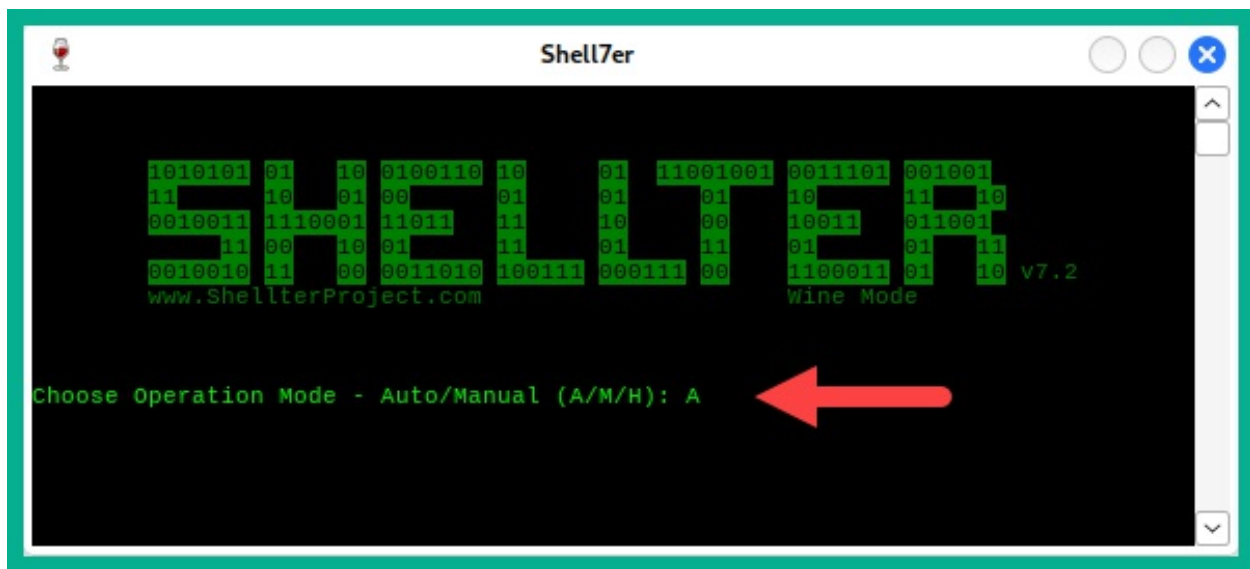 Shell7er
1010101 01 10 0100110 10 01 11001001 0011101 001001
11 10 01 00 01 01 01 10 11 10
0010011 1110001 11011 11 10 00 10011 011001
11 00 10 01 11 01 11 01 01 11
0010010 11 00 0011010 100111 000111 00 1100011 01 10 v7.2
www.ShellterProject.com Wine Mode
Choose Operation Mode - Auto/Manual (A/M/H): A